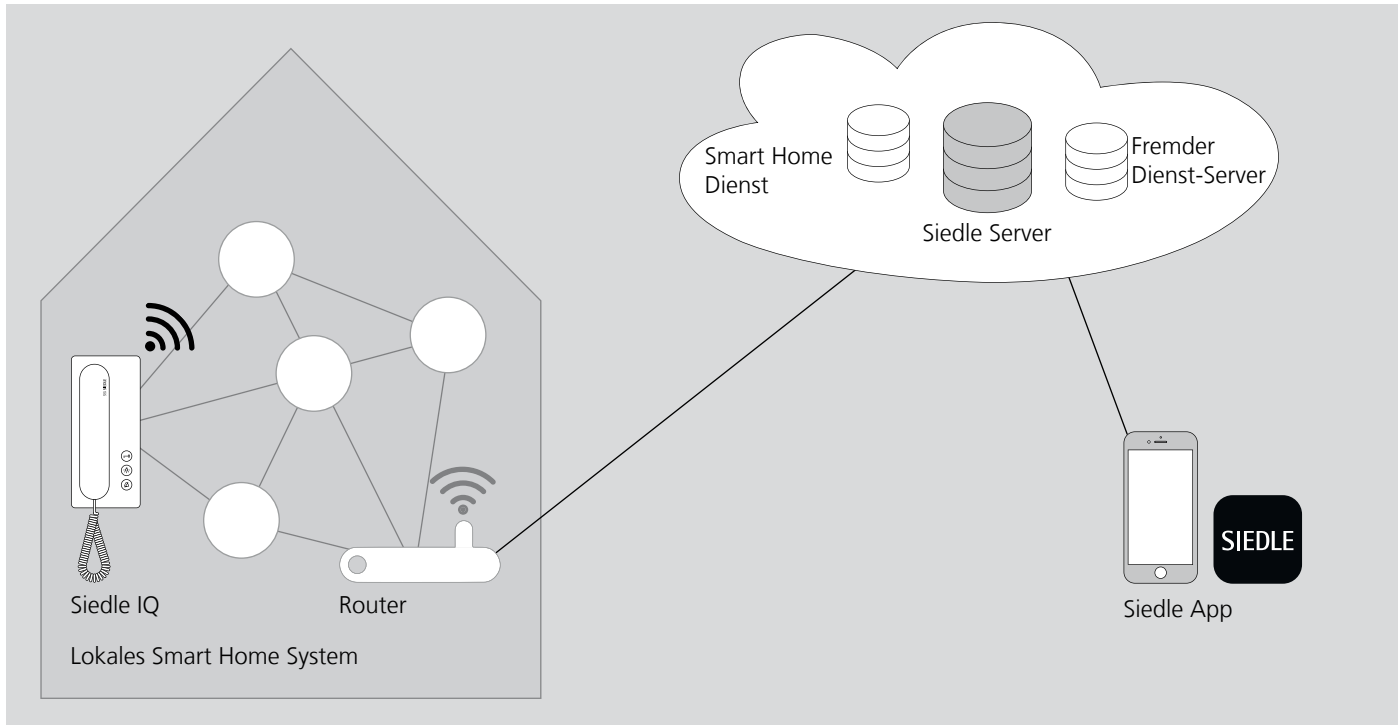 Smart Home
Dienst
Fremder
Dienst-Server
Siedle Server
SIEDLE
Siedle IQ
Router
Siedle App
Lokales Smart Home System